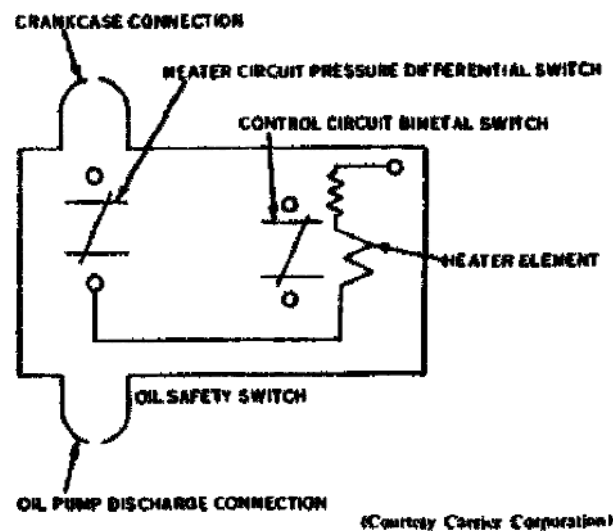 CRANKCASE CONNECTION
HEATER CIRCUIT PRESSURE DIFFERENTIAL SWITCH
CONTROL CIRCUIT BIMETAL SWITCH
HEATER ELEMENT
OIL SAFETY SWITCH
OIL PUMP DISCHARGE CONNECTION
(Courtesy Carrier Corporation)